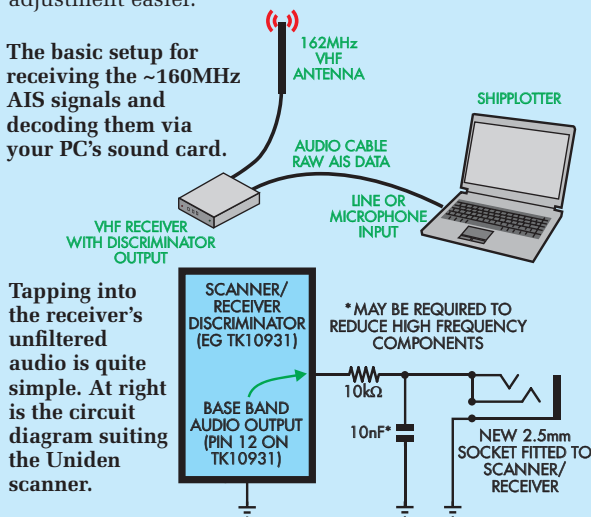 adjustment easier.
The basic setup for
receiving the ~160MHz
AIS signals and
decoding them via
your PC's sound card.
162MHz
VHF
ANTENNA
SHIPPLOTTER
AUDIO CABLE
RAW AIS DATA
LINE OR
MICROPHONE
INPUT
VHF RECEIVER
WITH DISCRIMINATOR
OUTPUT
Tapping into
the receiver's
unfiltered
audio is quite
simple. At right
is the circuit
diagram suiting
the Uniden
scanner.
SCANNER/
RECEIVER
DISCRIMINATOR
(EG TK10931)
BASE BAND
AUDIO OUTPUT
(PIN 12 ON
TK10931)
* MAY BE REQUIRED TO
REDUCE HIGH FREQUENCY
COMPONENTS
10kΩ
10nF*
NEW 2.5mm
SOCKET FITTED TO
SCANNER/
RECEIVER